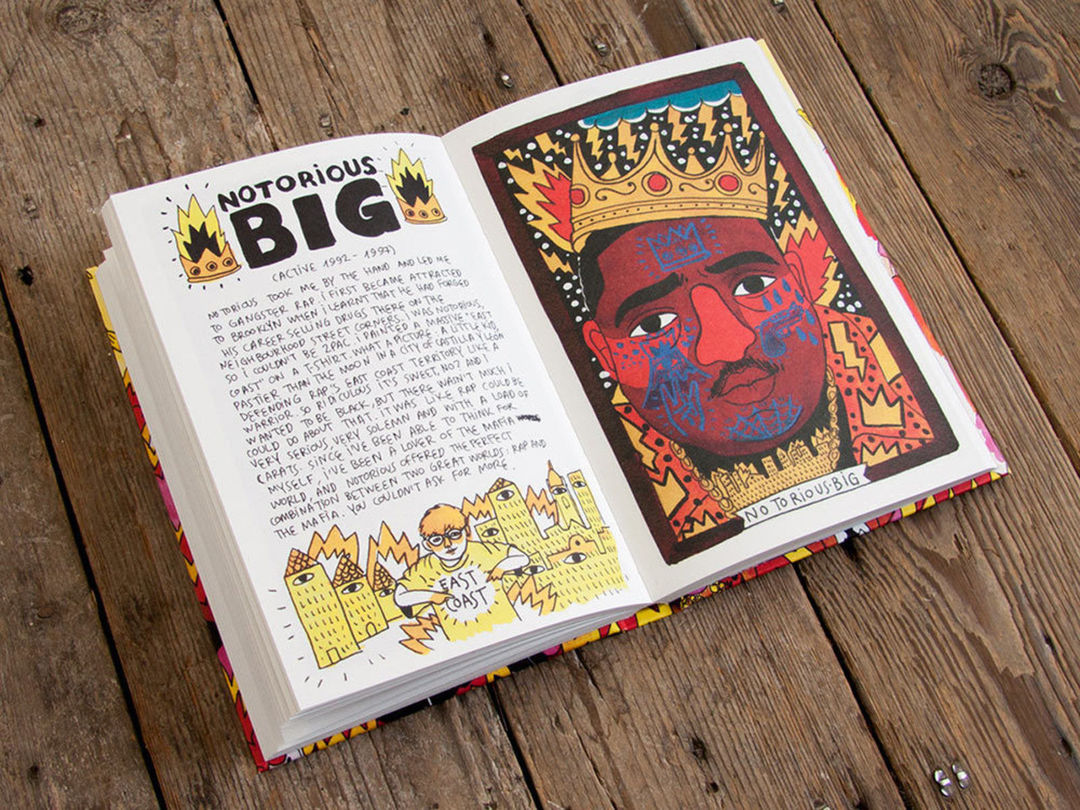 NOTORIOUS
BIG
(ACTIVE 1992-1997)
NOTORIOUS TOOK ME BY THE HAND AND LED ME
TO GANGSTER RAP. I FIRST BECAME ATTRACTED
TO BROOKLYN WHEN I LEARNT THAT HE HAD FORGED
HIS CAREER SELLING DRUGS THERE ON THE
NEIGHBOURHOOD STREET CORNERS. I WAS NOTORIOUS,
SO I COULDN'T BE 2PAC. I PAINTED A MASSIVE "EAST
COAST" ON A T-SHIRT. WHAT A PICTURE: A LITTLE KID,
PASTIER THAN THE MOON IN A CITY OF CASTILLA Y LEÓN
DEFENDING RAP'S EAST COAST TERRITORY LIKE A
WARRIOR. SO RIDICULOUS IT'S SWEET, NO? AND I
WANTED TO BE BLACK, BUT THERE WASN'T MUCH I
COULD DO ABOUT THAT. IT WAS LIKE RAP COULD BE
VERY SERIOUS, VERY SOLEMN AND WITH A LOAD OF
CARATS. SINCE I'VE BEEN ABLE TO THINK FOR
MYSELF, I'VE BEEN A LOVER OF THE MAFIA
WORLD, AND NOTORIOUS OFFERED THE PERFECT
COMBINATION BETWEEN TWO GREAT WORLDS: RAP AND
THE MAFIA. YOU COULDN'T ASK FOR MORE.
EAST
COAST
NOTORIOUS·BIG